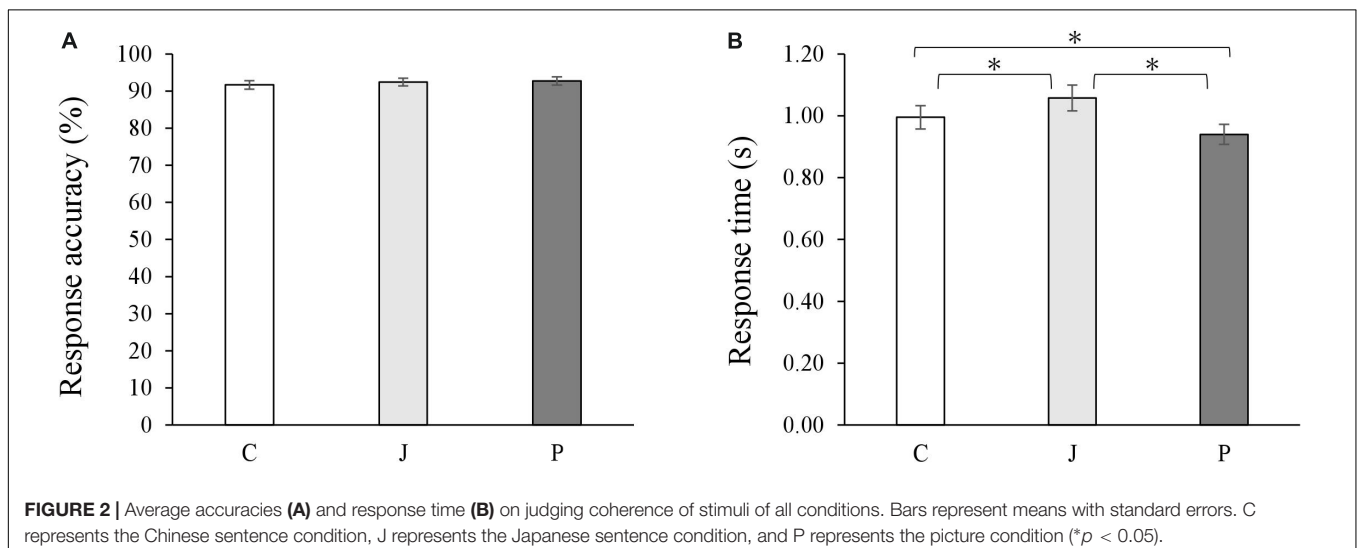 A
Response accuracy (%)
100
90
80
70
60
50
40
30
20
10
0
C J P
B
Response time (s)
1.20
1.00
0.80
0.60
0.40
0.20
0.00
*
* *
C J P
FIGURE 2 | Average accuracies (A) and response time (B) on judging coherence of stimuli of all conditions. Bars represent means with standard errors. C
represents the Chinese sentence condition, J represents the Japanese sentence condition, and P represents the picture condition (*p < 0.05).